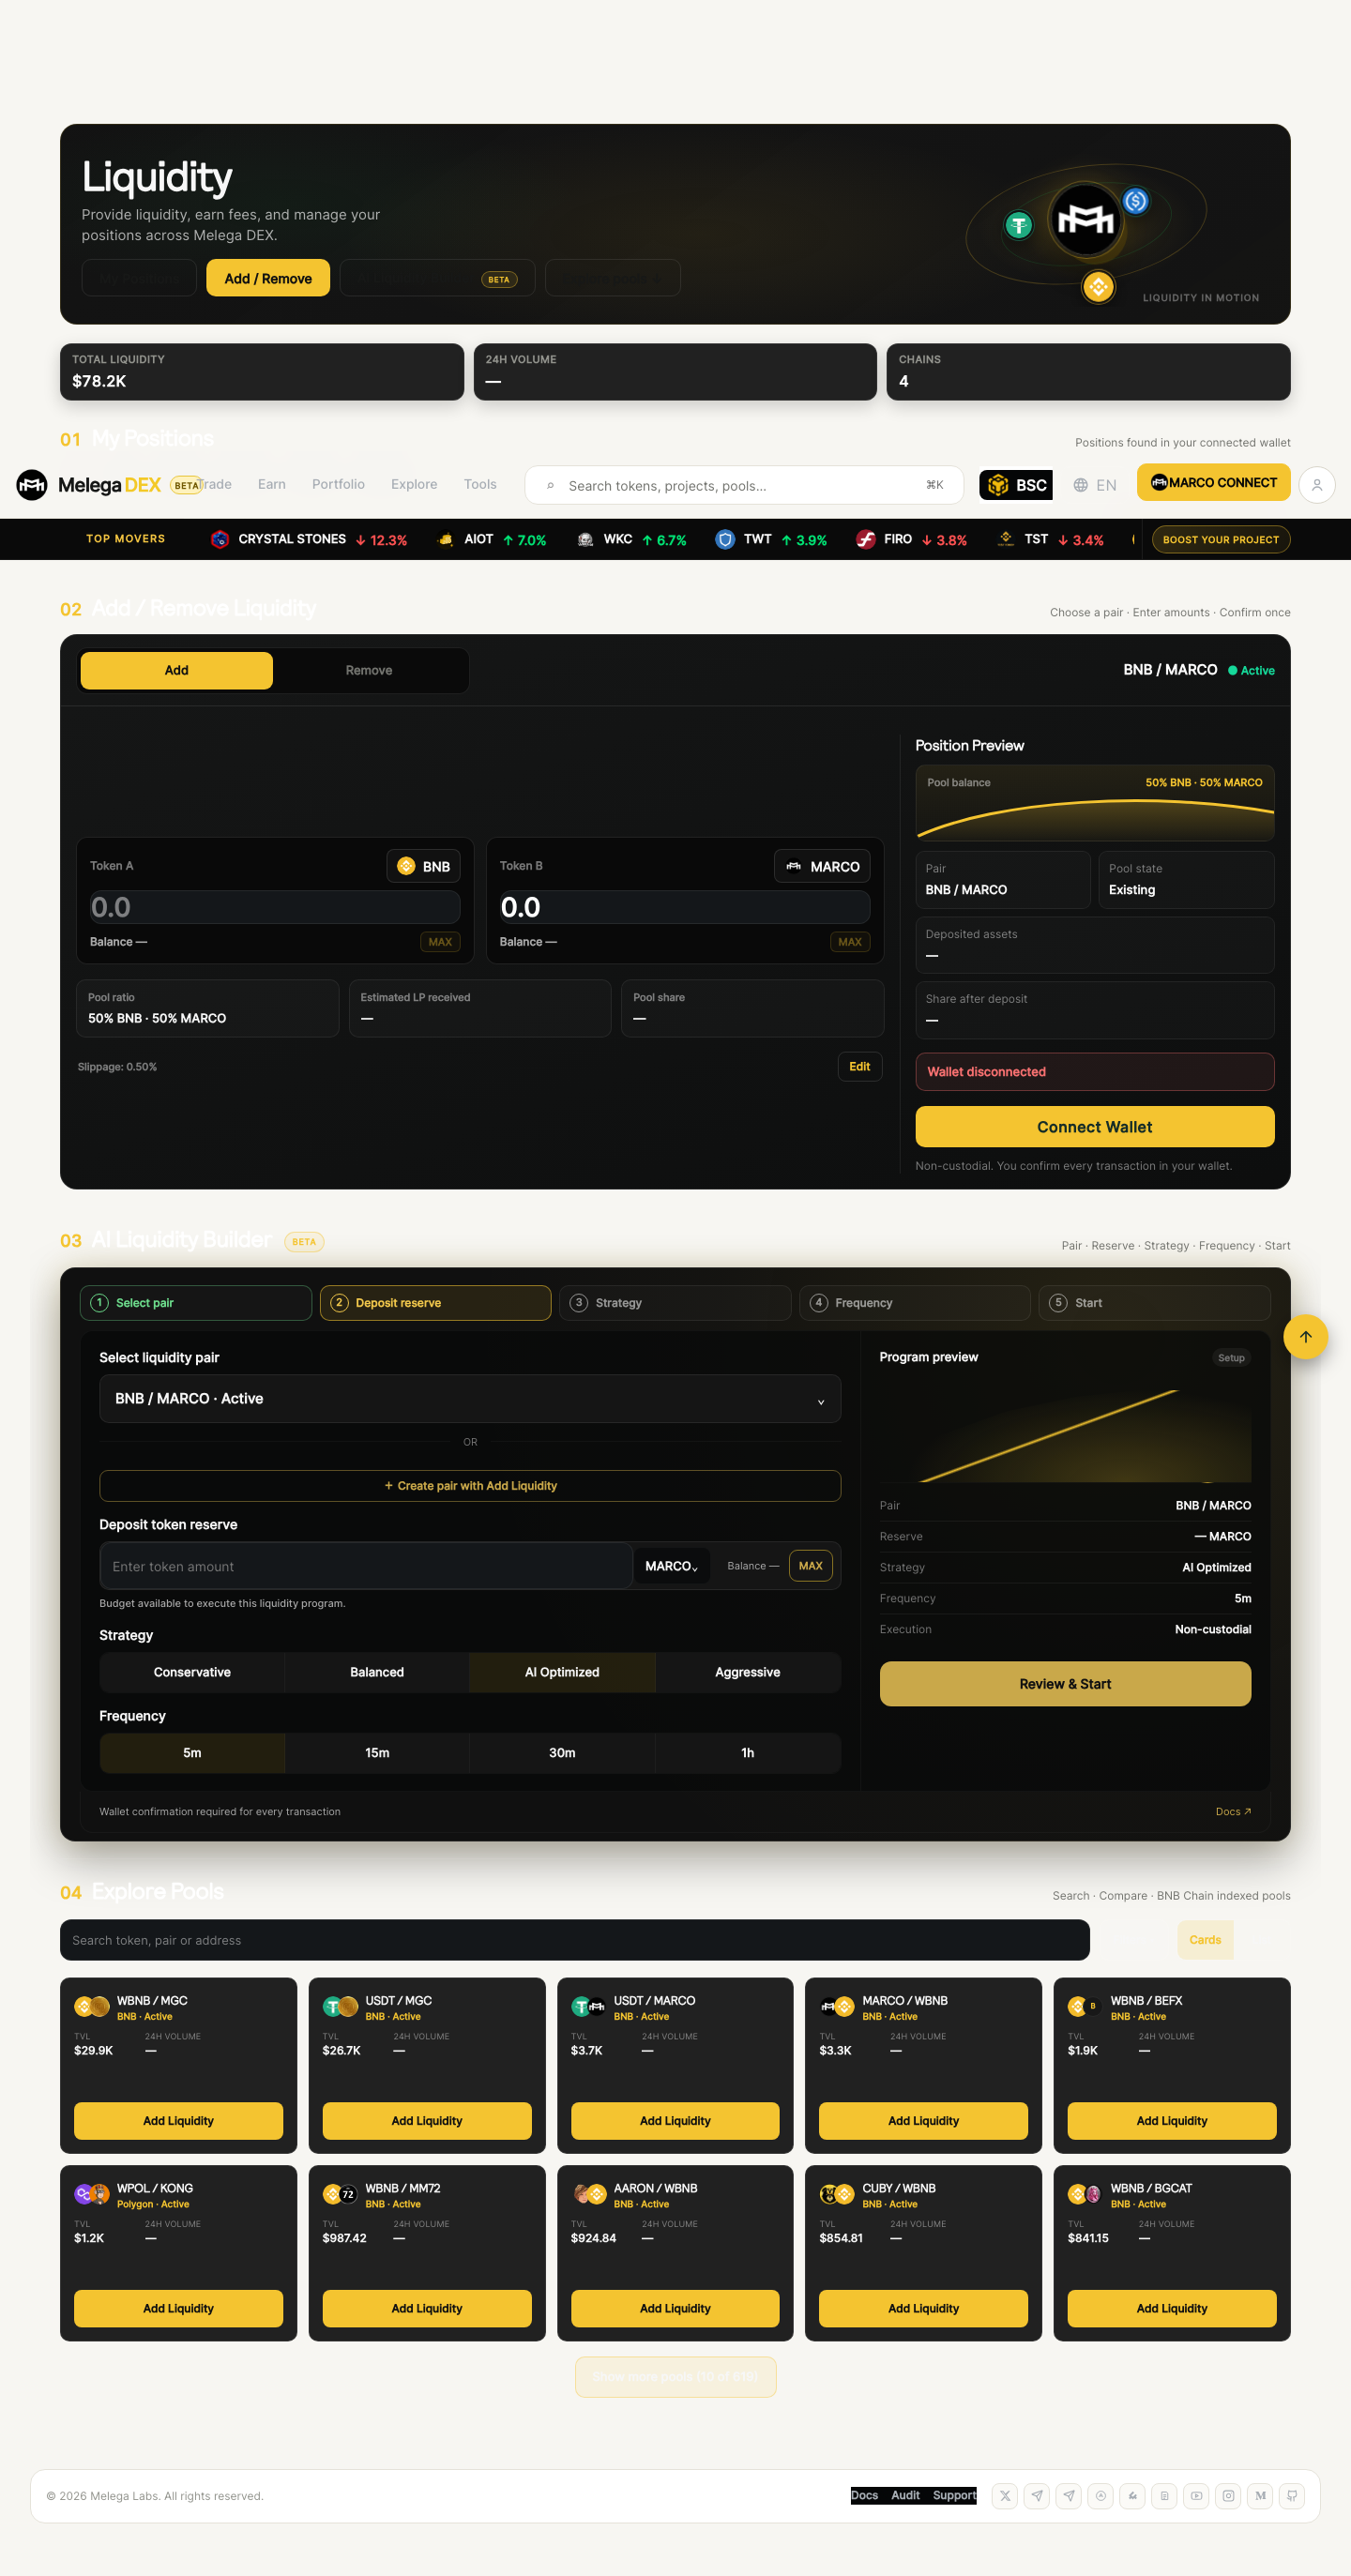 Liquidity
Provide liquidity, earn fees, and manage your
positions across Melega DEX.
My Positions
Add / Remove
BETA
LIQUIDITY IN MOTION
TOTAL LIQUIDITY
$78.2K
24H VOLUME
—
CHAINS
4
01 My Positions
Positions found in your connected wallet
Melega DEX BETA
Trade
Earn
Portfolio
Explore
Tools
Search tokens, projects, pools...
⌘K
BSC
EN
MARCO CONNECT
TOP MOVERS
CRYSTAL STONES ↓ 12.3%
AIOT ↑ 7.0%
WKC ↑ 6.7%
TWT ↑ 3.9%
FIRO ↓ 3.8%
TST ↓ 3.4%
BOOST YOUR PROJECT
02 Add / Remove Liquidity
Choose a pair · Enter amounts · Confirm once
Add
Remove
BNB / MARCO
Active
Token A
BNB
0.0
Balance —
MAX
Token B
MARCO
0.0
Balance —
MAX
Pool ratio
50% BNB · 50% MARCO
Estimated LP received
—
Pool share
—
Slippage: 0.50%
Edit
Position Preview
Pool balance
50% BNB · 50% MARCO
Pair
BNB / MARCO
Pool state
Existing
Deposited assets
—
Share after deposit
—
Wallet disconnected
Connect Wallet
Non-custodial. You confirm every transaction in your wallet.
03 AI Liquidity Builder BETA
Pair · Reserve · Strategy · Frequency · Start
1 Select pair
2 Deposit reserve
3 Strategy
4 Frequency
5 Start
Select liquidity pair
BNB / MARCO · Active
OR
+ Create pair with Add Liquidity
Deposit token reserve
Enter token amount
MARCO
Balance —
MAX
Budget available to execute this liquidity program.
Strategy
Conservative
Balanced
AI Optimized
Aggressive
Frequency
5m
15m
30m
1h
Program preview
Setup
Pair
BNB / MARCO
Reserve
— MARCO
Strategy
AI Optimized
Frequency
5m
Execution
Non-custodial
Review & Start
Wallet confirmation required for every transaction
Docs ↗
04 Explore Pools
Search · Compare · BNB Chain indexed pools
Search token, pair or address
Cards
WBNB / MGC
BNB · Active
TVL
24H VOLUME
$29.9K
—
Add Liquidity
USDT / MGC
BNB · Active
TVL
24H VOLUME
$26.7K
—
Add Liquidity
USDT / MARCO
BNB · Active
TVL
24H VOLUME
$3.7K
—
Add Liquidity
MARCO / WBNB
BNB · Active
TVL
24H VOLUME
$3.3K
—
Add Liquidity
B
WBNB / BEFX
BNB · Active
TVL
24H VOLUME
$1.9K
—
Add Liquidity
WPOL / KONG
Polygon · Active
TVL
24H VOLUME
$1.2K
—
Add Liquidity
72
WBNB / MM72
BNB · Active
TVL
24H VOLUME
$987.42
—
Add Liquidity
AARON / WBNB
BNB · Active
TVL
24H VOLUME
$924.84
—
Add Liquidity
CUBY / WBNB
BNB · Active
TVL
24H VOLUME
$854.81
—
Add Liquidity
WBNB / BGCAT
BNB · Active
TVL
24H VOLUME
$841.15
—
Add Liquidity
Show more pools
© 2026 Melega Labs. All rights reserved.
Docs
Audit
Support